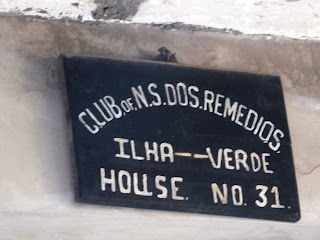 CLUB OF N.S. DOS. REMEDIOS.
ILHA--VERDE
HOUSE. NO. 31.